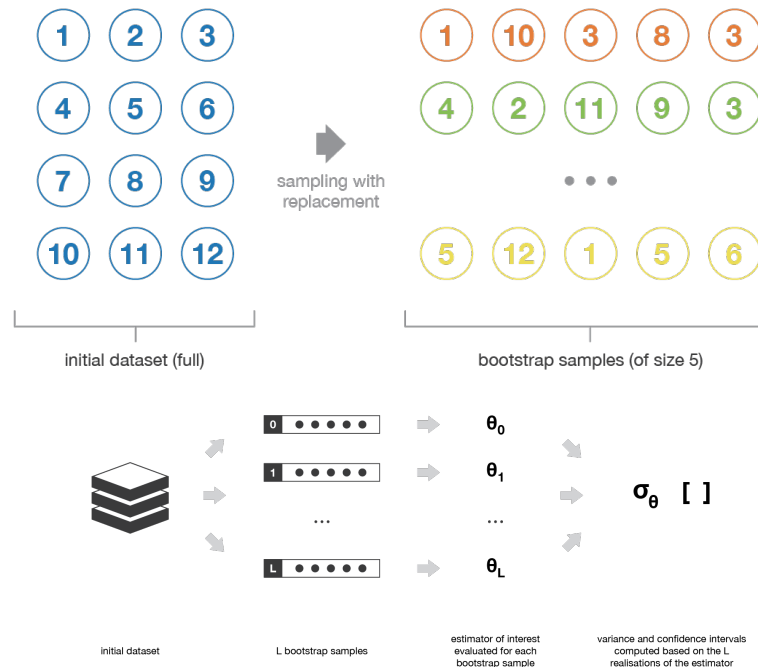 1 2 3
1 10 3 8 3
4 5 6
4 2 11 9 3
7 8 9
sampling with
replacement
10 11 12
5 12 1 5 6
initial dataset (full)
bootstrap samples (of size 5)
0
θ0
1
θ1
...
...
σθ [ ]
L
θL
initial dataset
L bootstrap samples
estimator of interest
evaluated for each
bootstrap sample
variance and confidence intervals
computed based on the L
realisations of the estimator